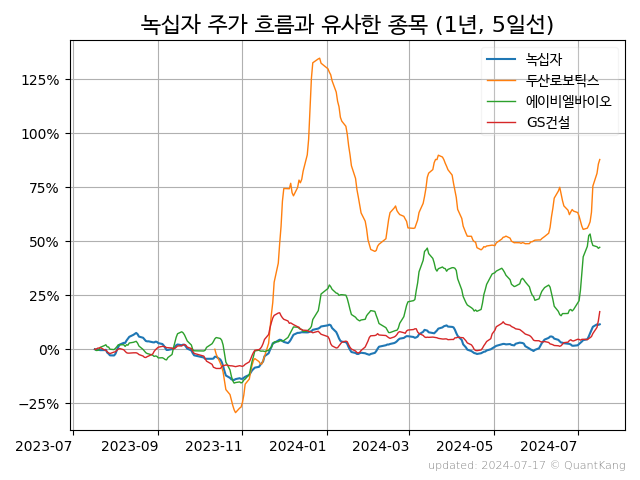 녹십자 주가 흐름과 유사한 종목 (1년, 5일선)
녹십자
두산로보틱스
에이비엘바이오
GS건설
125%
100%
75%
50%
25%
0%
−25%
2023-07 2023-09 2023-11 2024-01 2024-03 2024-05 2024-07
updated: 2024-07-17 © QuantKang